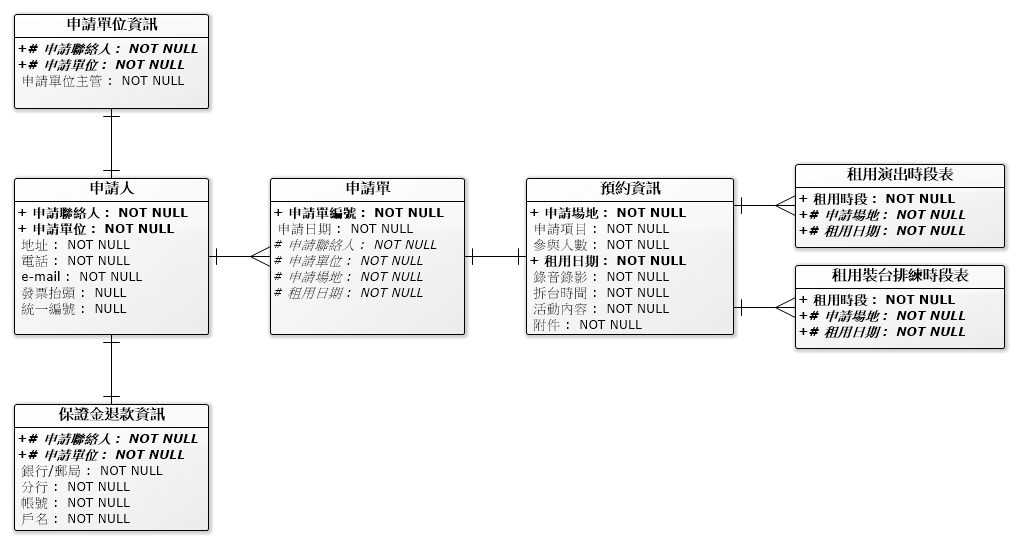 申請單位資訊
+# 申請聯絡人： NOT NULL
+# 申請單位： NOT NULL
申請單位主管： NOT NULL
申請人
+ 申請聯絡人： NOT NULL
+ 申請單位： NOT NULL
地址： NOT NULL
電話： NOT NULL
e-mail： NOT NULL
發票抬頭： NULL
統一編號： NULL
保證金退款資訊
+# 申請聯絡人： NOT NULL
+# 申請單位： NOT NULL
銀行/郵局： NOT NULL
分行： NOT NULL
帳號： NOT NULL
戶名： NOT NULL
申請單
+ 申請單編號： NOT NULL
申請日期： NOT NULL
# 申請聯絡人： NOT NULL
# 申請單位： NOT NULL
# 申請場地： NOT NULL
# 租用日期： NOT NULL
預約資訊
+ 申請場地： NOT NULL
申請項目： NOT NULL
參與人數： NOT NULL
+ 租用日期： NOT NULL
錄音錄影： NOT NULL
拆台時間： NOT NULL
活動內容： NOT NULL
附件： NOT NULL
租用演出時段表
+ 租用時段： NOT NULL
+# 申請場地： NOT NULL
+# 租用日期： NOT NULL
租用裝台排練時段表
+ 租用時段： NOT NULL
+# 申請場地： NOT NULL
+# 租用日期： NOT NULL